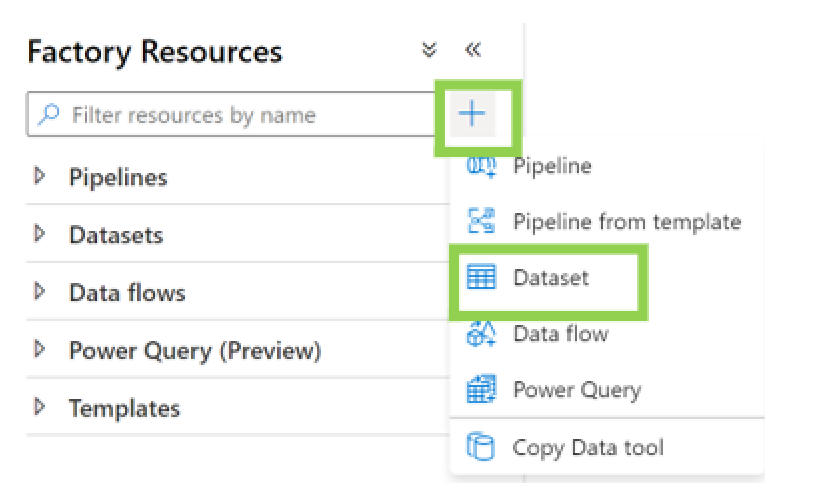 Factory Resources
Filter resources by name
Pipelines
Datasets
Data flows
Power Query (Preview)
Templates
Pipeline
Pipeline from template
Dataset
Data flow
Power Query
Copy Data tool